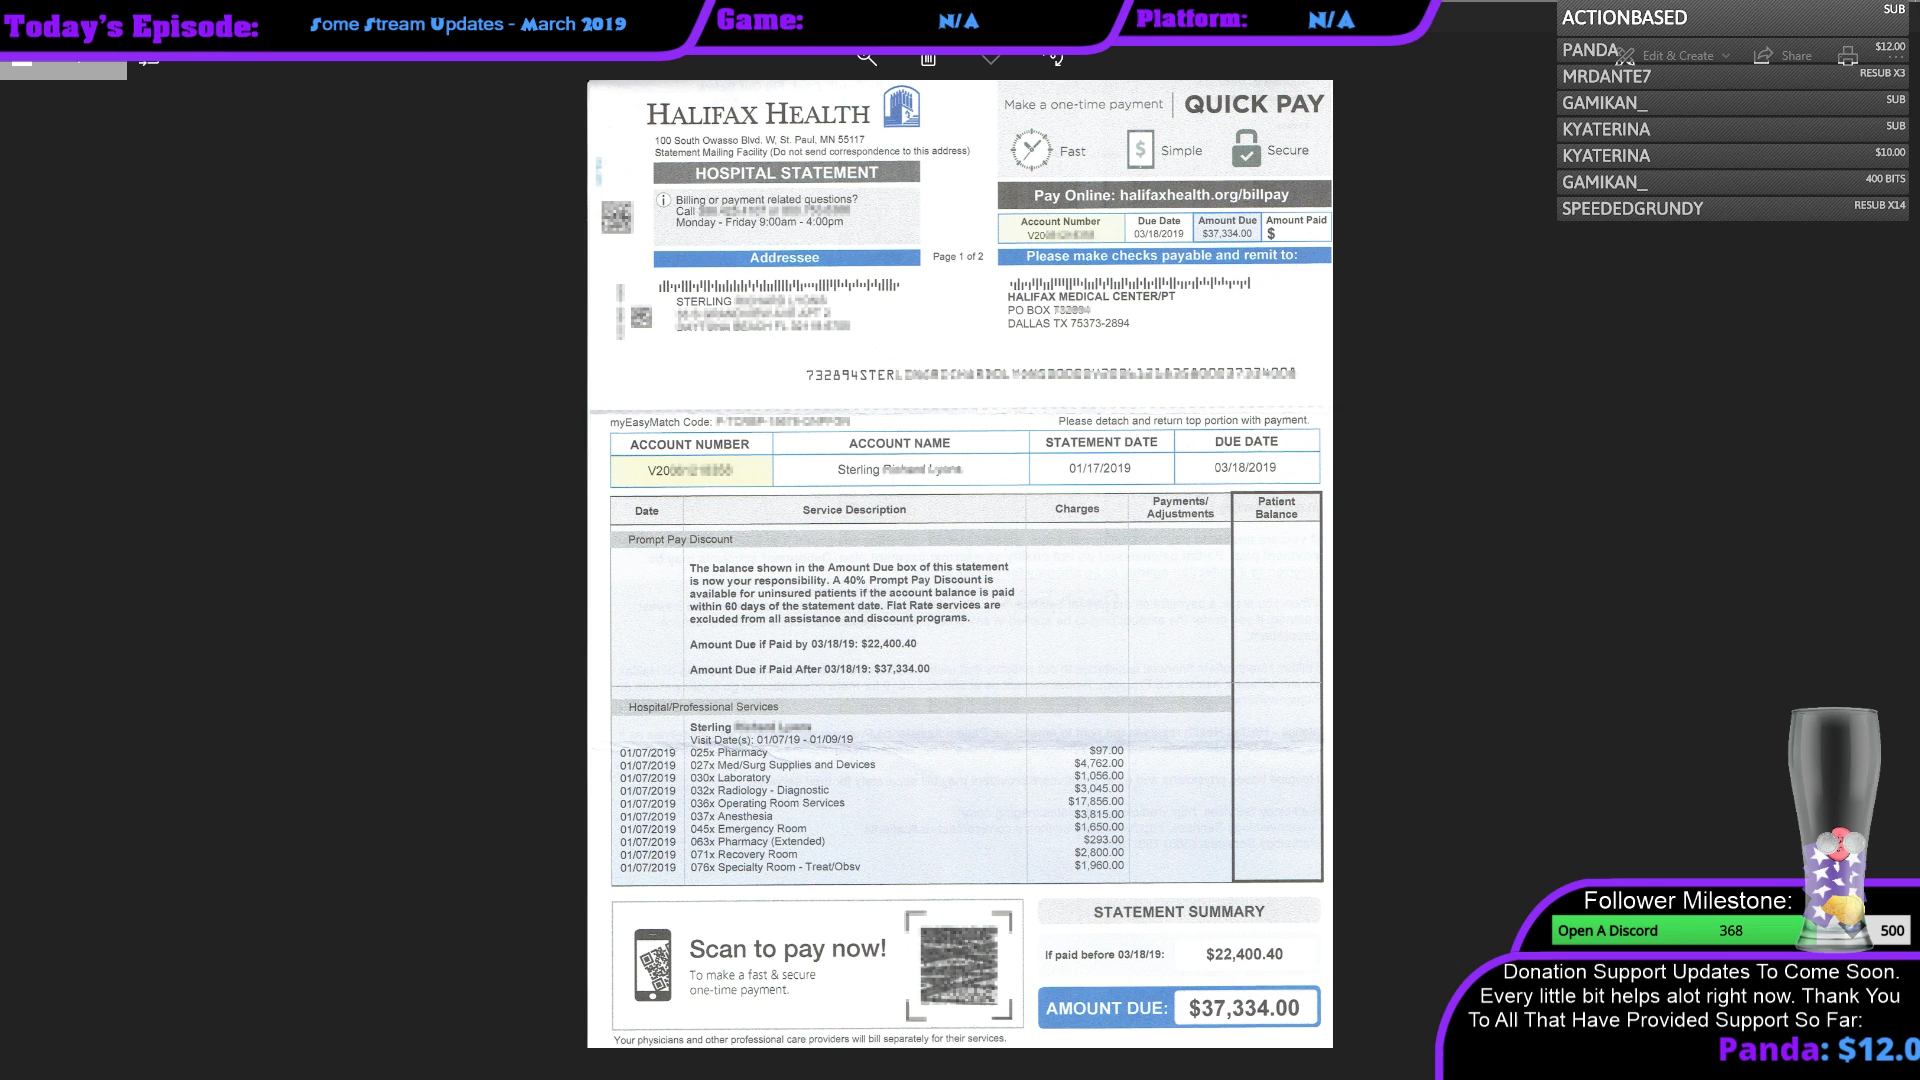 Today's Episode:
Some Stream Updates - March 2019
Game:
N/A
Platform:
N/A
ACTIONBASED
SUB
PANDA
$12.00
MRDANTE7
RESUB X3
GAMIKAN_
SUB
KYATERINA
SUB
KYATERINA
$10.00
GAMIKAN_
400 BITS
SPEEDEDGRUNDY
RESUB X14
Edit & Create
Share
HALIFAX HEALTH
100 South Owasso Blvd. W, St. Paul, MN 55117
Statement Mailing Facility (Do not send correspondence to this address)
HOSPITAL STATEMENT
Billing or payment related questions?
Call
Monday - Friday 9:00am - 4:00pm
Addressee
Page 1 of 2
Make a one-time payment
QUICK PAY
Fast
Simple
Secure
Pay Online: halifaxhealth.org/billpay
Account Number
Due Date
Amount Due
Amount Paid
V20
03/18/2019
$37,334.00
$
Please make checks payable and remit to:
STERLING
HALIFAX MEDICAL CENTER/PT
PO BOX
DALLAS TX 75373-2894
732894STER
myEasyMatch Code:
Please detach and return top portion with payment.
ACCOUNT NUMBER
ACCOUNT NAME
STATEMENT DATE
DUE DATE
V20
Sterling
01/17/2019
03/18/2019
Date
Service Description
Charges
Payments/
Adjustments
Patient
Balance
Prompt Pay Discount
The balance shown in the Amount Due box of this statement
is now your responsibility. A 40% Prompt Pay Discount is
available for uninsured patients if the account balance is paid
within 60 days of the statement date. Flat Rate services are
excluded from all assistance and discount programs.
Amount Due if Paid by 03/18/19: $22,400.40
Amount Due if Paid After 03/18/19: $37,334.00
Hospital/Professional Services
Sterling
Visit Date(s): 01/07/19 - 01/09/19
01/07/2019 025x Pharmacy $97.00
01/07/2019 027x Med/Surg Supplies and Devices $4,762.00
01/07/2019 030x Laboratory $1,056.00
01/07/2019 032x Radiology - Diagnostic $3,045.00
01/07/2019 036x Operating Room Services $17,856.00
01/07/2019 037x Anesthesia $3,815.00
01/07/2019 045x Emergency Room $1,650.00
01/07/2019 063x Pharmacy (Extended) $293.00
01/07/2019 071x Recovery Room $2,800.00
01/07/2019 076x Specialty Room - Treat/Obsv $1,960.00
Scan to pay now!
To make a fast & secure
one-time payment.
STATEMENT SUMMARY
If paid before 03/18/19: $22,400.40
AMOUNT DUE: $37,334.00
Your physicians and other professional care providers will bill separately for their services.
Follower Milestone:
Open A Discord 368 500
Donation Support Updates To Come Soon.
Every little bit helps alot right now. Thank You
To All That Have Provided Support So Far:
Panda: $12.0